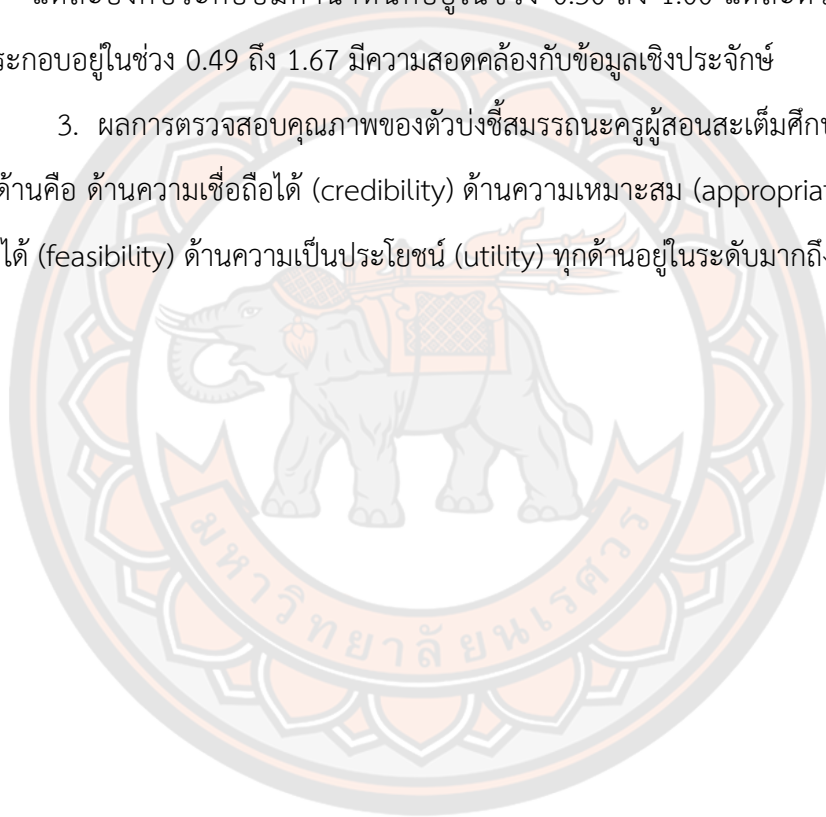 ระกอบอยู่ในช่วง 0.49 ถึง 1.67 มีความสอดคล้องกับข้อมูลเชิงประจักษ์
3. ผลการตรวจสอบคุณภาพของตัวบ่งชี้สมรรถนะครูผู้สอนสะเต็มศึกษ
ด้านคือ ด้านความเชื่อถือได้ (credibility) ด้านความเหมาะสม (appropriat
ได้ (feasibility) ด้านความเป็นประโยชน์ (utility) ทุกด้านอยู่ในระดับมากถึง
มหาวิทยาลัยนเรศวร